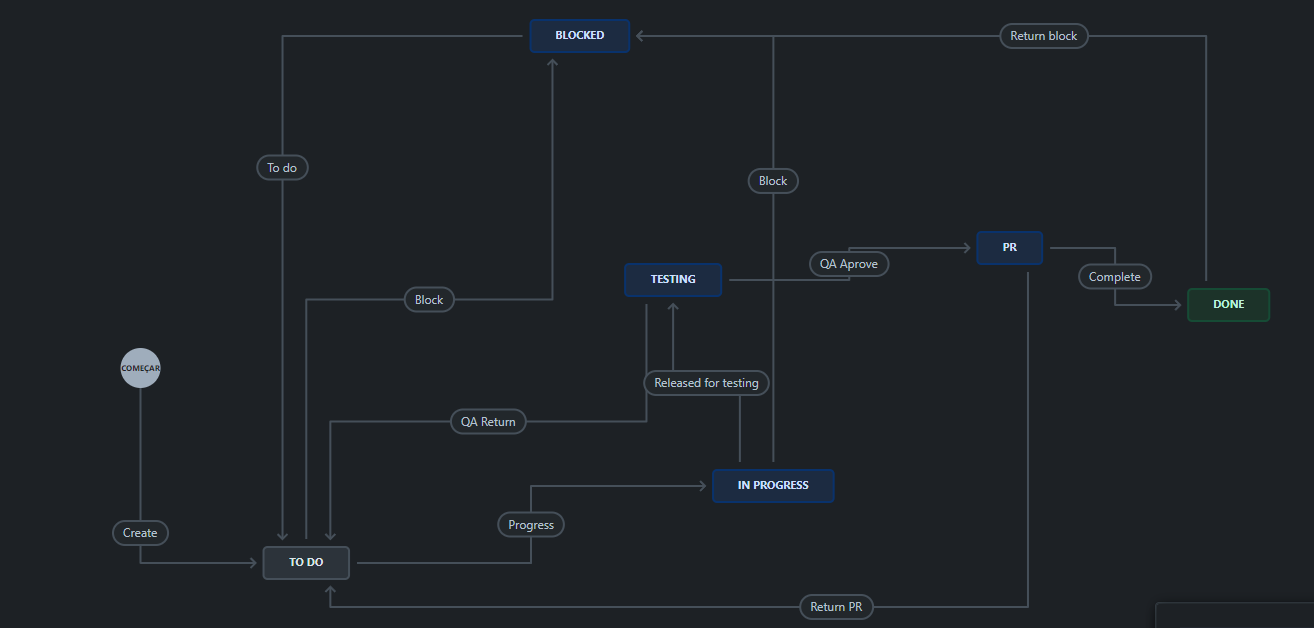 BLOCKED
Return block
To do
Block
PR
QA Aprove
TESTING
Complete
Block
DONE
COMEÇAR
Released for testing
QA Return
IN PROGRESS
Progress
Create
TO DO
Return PR